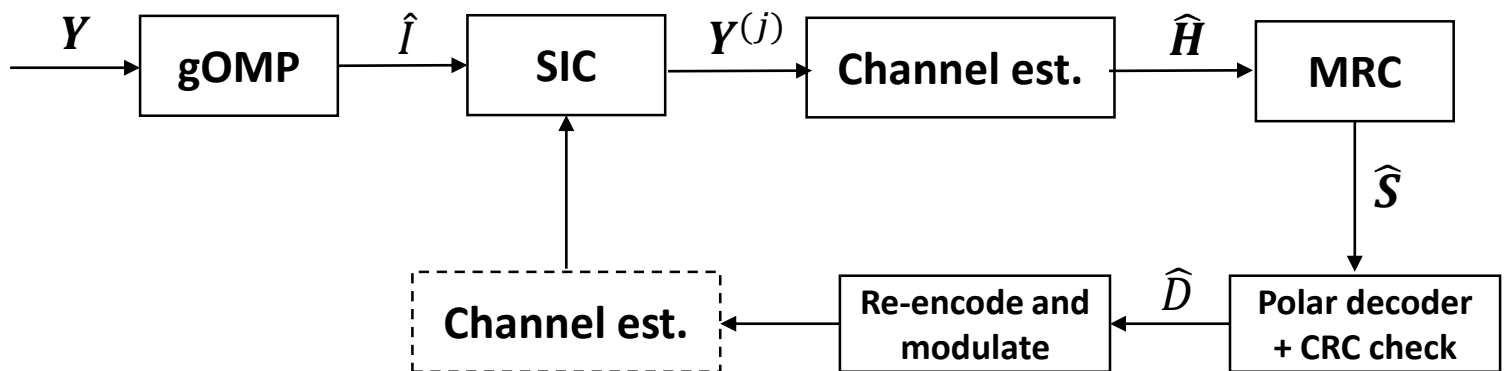 Y
gOMP
Î
SIC
Y^(j)
Channel est.
Ĥ
MRC
Ŝ
Polar decoder
+ CRC check
D̂
Re-encode and
modulate
Channel est.